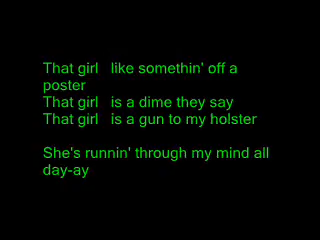 That girl   like somethin' off a
poster
That girl   is a dime they say
That girl   is a gun to my holster
She's runnin' through my mind all
day-ay